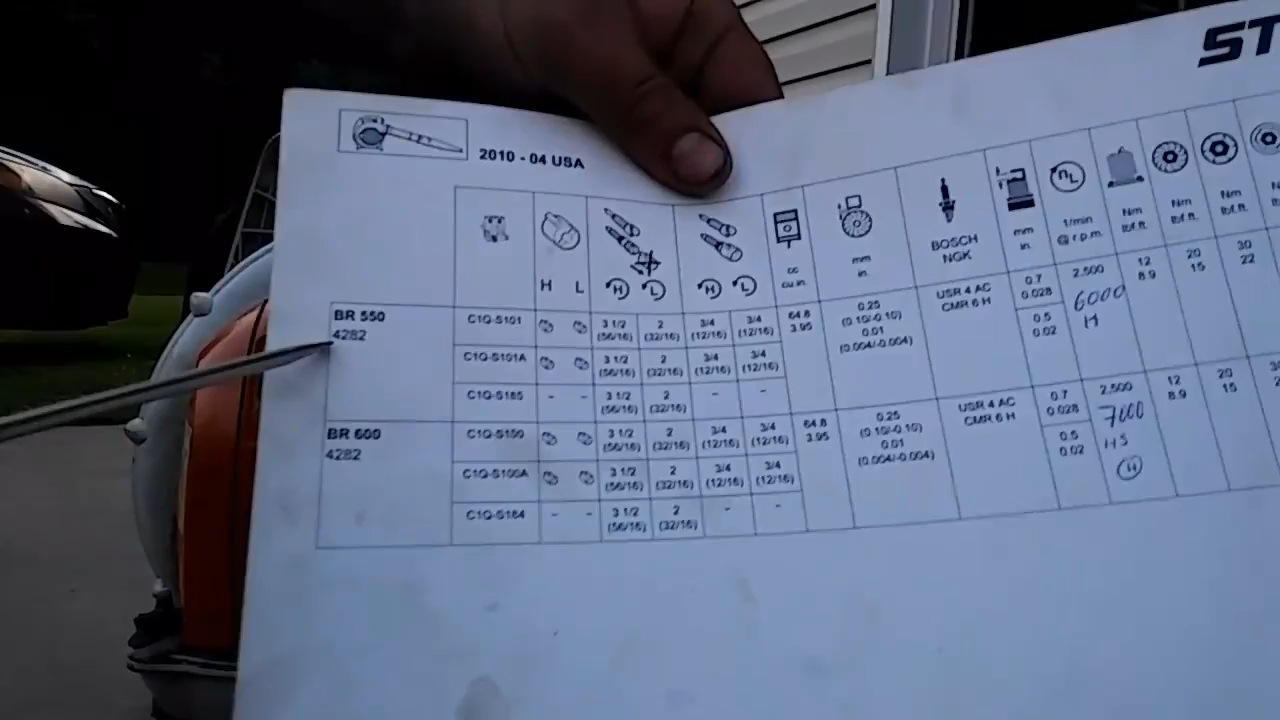 ST
2010 - 04 USA
H L H L H L
cc
cu.in.
mm
in.
BOSCH
NGK
mm
in.
nL
1/min
@ r.p.m.
Nm
lbf.ft.
Nm
lbf.ft.
Nm
lbf.ft.
BR 550
4282
C1Q-S101 3 1/2 (56/16) 2 (32/16) 3/4 (12/16) 3/4 (12/16)
C1Q-S101A 3 1/2 (56/16) 2 (32/16) 3/4 (12/16) 3/4 (12/16)
C1Q-S185 - - 3 1/2 (56/16) 2 (32/16) - -
64.8
3.95
0.25
(0.10/-0.10)
0.01
(0.004/-0.004)
USR 4 AC
CMR 6 H
0.7
0.028
0.5
0.02
2.500
6000
H
12
8.9
20
15
30
22
BR 600
4282
C1Q-S100 3 1/2 (56/16) 2 (32/16) 3/4 (12/16) 3/4 (12/16)
C1Q-S100A 3 1/2 (56/16) 2 (32/16) 3/4 (12/16) 3/4 (12/16)
C1Q-S184 - - 3 1/2 (56/16) 2 (32/16) - -
64.8
3.95
0.25
(0.10/-0.10)
0.01
(0.004/-0.004)
USR 4 AC
CMR 6 H
0.7
0.028
0.5
0.02
2.500
7000
HS
H
12
8.9
20
15